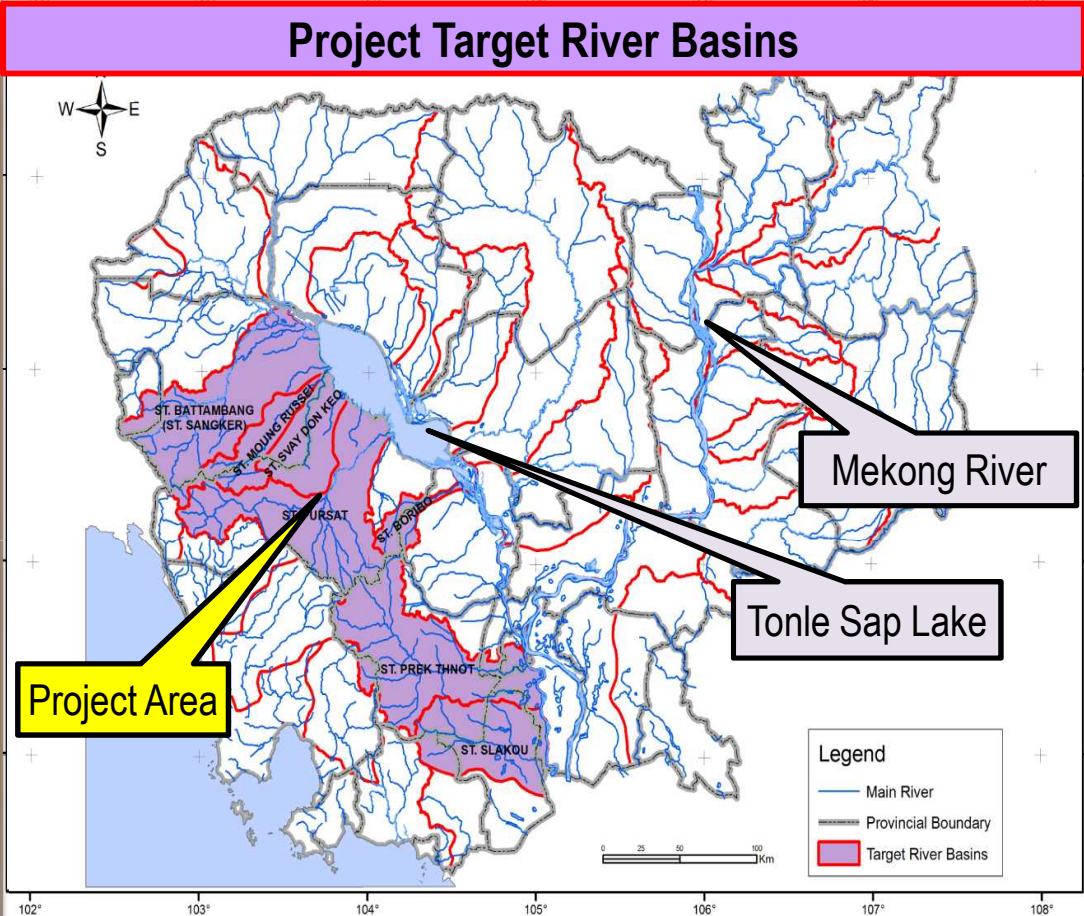 Project Target River Basins
W E
S
ST. BATTAMBANG
(ST. SANGKER)
ST. MOUNG RUSSEI
ST. SVAY DON KEO
ST. BORIBO
Mekong River
Tonle Sap Lake
Project Area
ST. PREK THNOT
ST. SLAKOU
Legend
Main River
Provincial Boundary
Target River Basins
0 25 50 100
Km
102° 103° 104° 105° 106° 107° 108°